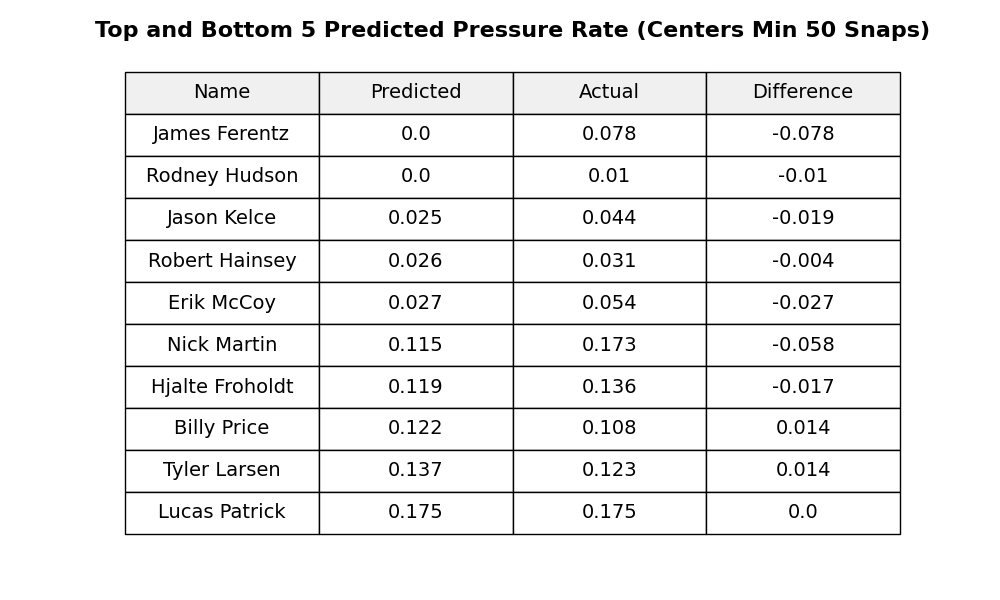 Top and Bottom 5 Predicted Pressure Rate (Centers Min 50 Snaps)
Name Predicted Actual Difference
James Ferentz 0.0 0.078 -0.078
Rodney Hudson 0.0 0.01 -0.01
Jason Kelce 0.025 0.044 -0.019
Robert Hainsey 0.026 0.031 -0.004
Erik McCoy 0.027 0.054 -0.027
Nick Martin 0.115 0.173 -0.058
Hjalte Froholdt 0.119 0.136 -0.017
Billy Price 0.122 0.108 0.014
Tyler Larsen 0.137 0.123 0.014
Lucas Patrick 0.175 0.175 0.0